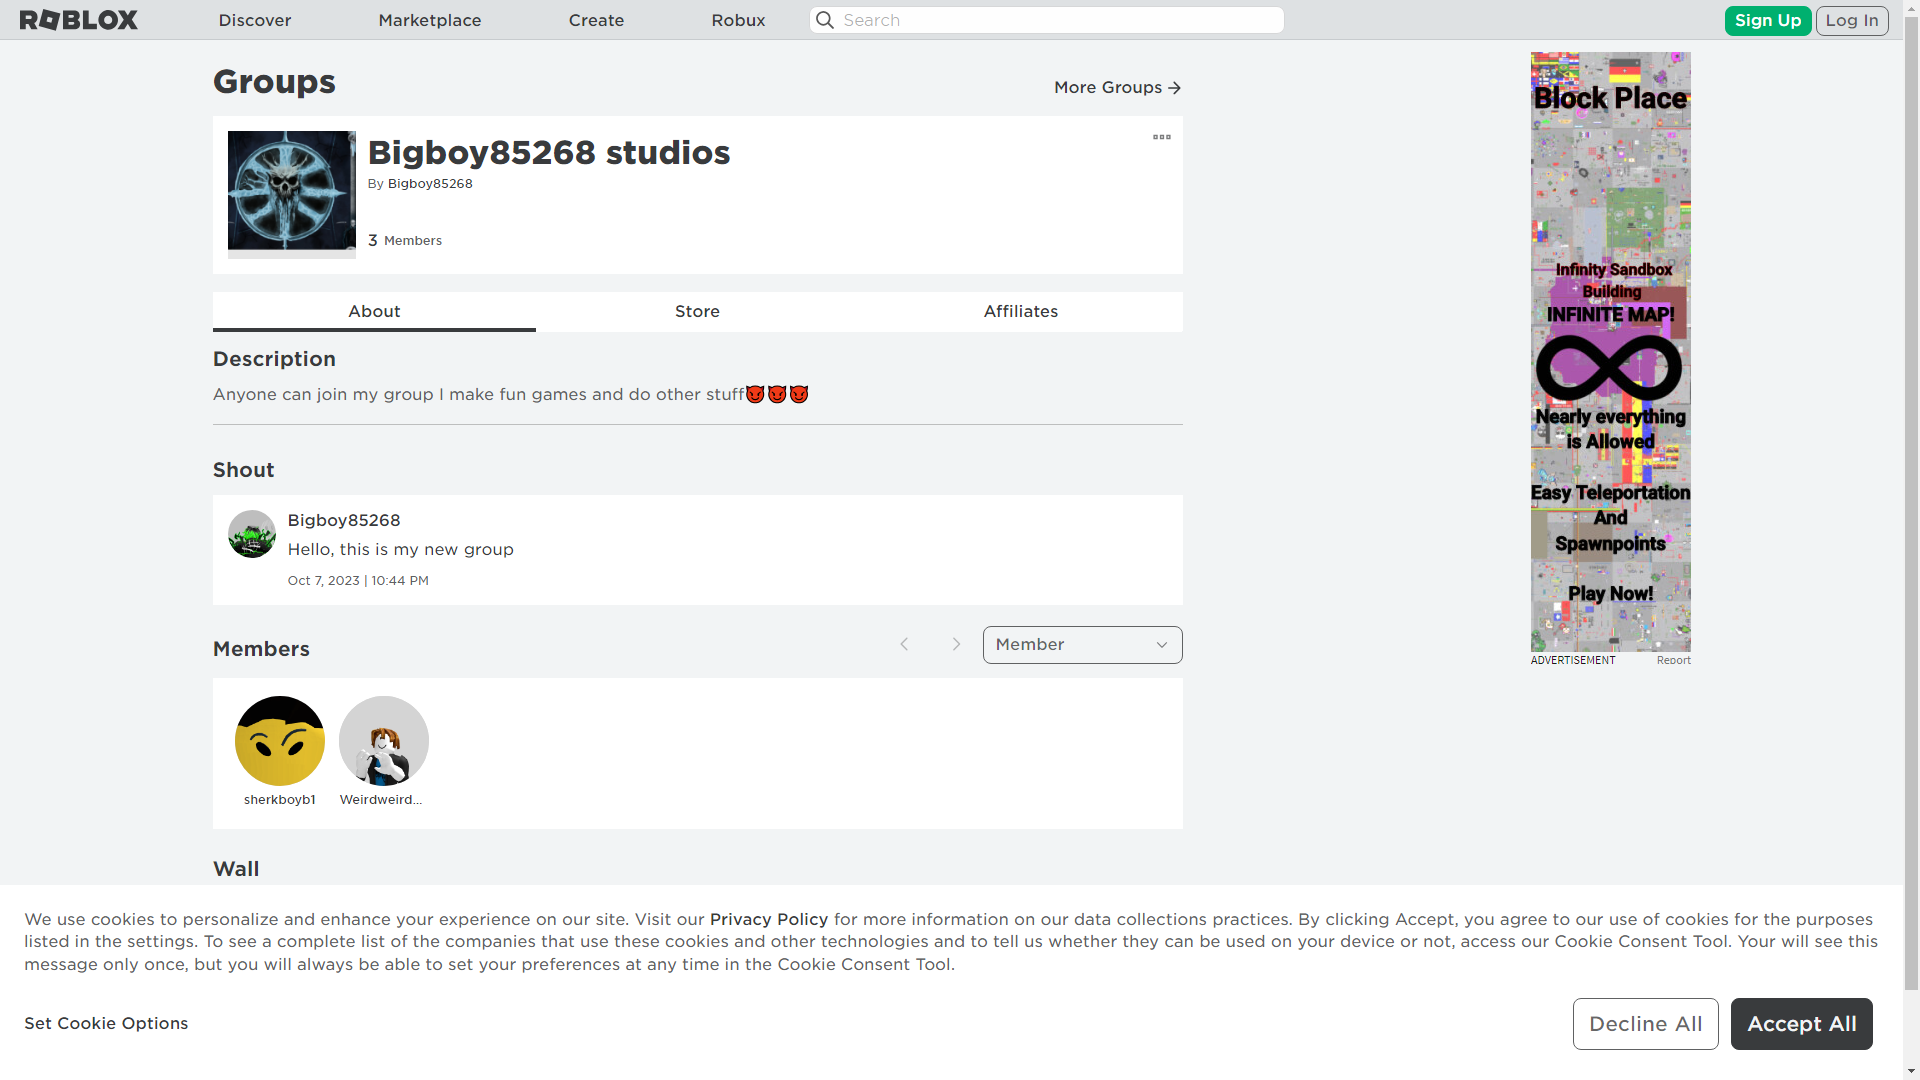 ROBLOX
Discover
Marketplace
Create
Robux
Search
Sign Up
Log In
Groups
More Groups
Bigboy85268 studios
By Bigboy85268
3 Members
About
Store
Affiliates
Description
Anyone can join my group I make fun games and do other stuff😈😈😈
Shout
Bigboy85268
Hello, this is my new group
Oct 7, 2023 | 10:44 PM
Members
Member
sherkboyb1
Weirdweird...
Wall
Block Place
Infinity Sandbox
Building
INFINITE MAP!
Nearly everything
is Allowed
Easy Teleportation
And
Spawnpoints
Play Now!
ADVERTISEMENT
Report
We use cookies to personalize and enhance your experience on our site. Visit our Privacy Policy for more information on our data collections practices. By clicking Accept, you agree to our use of cookies for the purposes
listed in the settings. To see a complete list of the companies that use these cookies and other technologies and to tell us whether they can be used on your device or not, access our Cookie Consent Tool. Your will see this
message only once, but you will always be able to set your preferences at any time in the Cookie Consent Tool.
Set Cookie Options
Decline All
Accept All